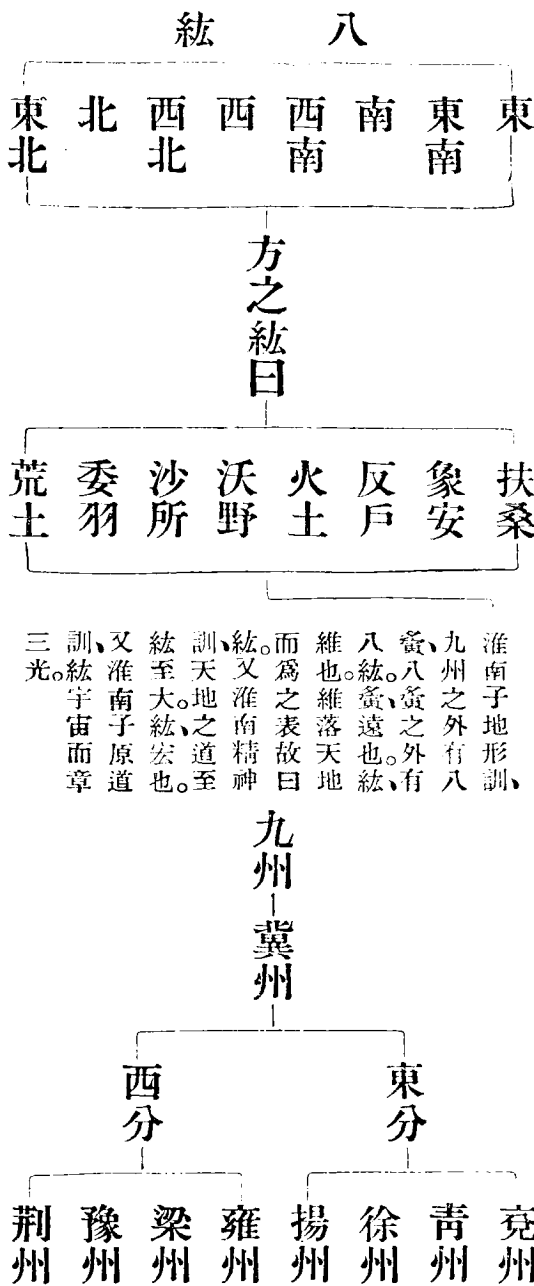 八紘
東
東南
南
西南
西
西北
北
東北
方之紘曰
扶桑
象安
反戶
火土
沃野
沙所
委羽
荒土
淮南子地形訓、
九州之外有八
夤、八夤之外有
八紘。夤、遠也。紘、
維也。維落天地
而爲之表故曰
紘。又淮南精神
訓、天地之道至
紘至大。紘、宏也。
又淮南子原道
訓、紘宇宙而章
三光。
九州
冀州
東分
西分
兗州
靑州
徐州
揚州
雍州
梁州
豫州
荆州